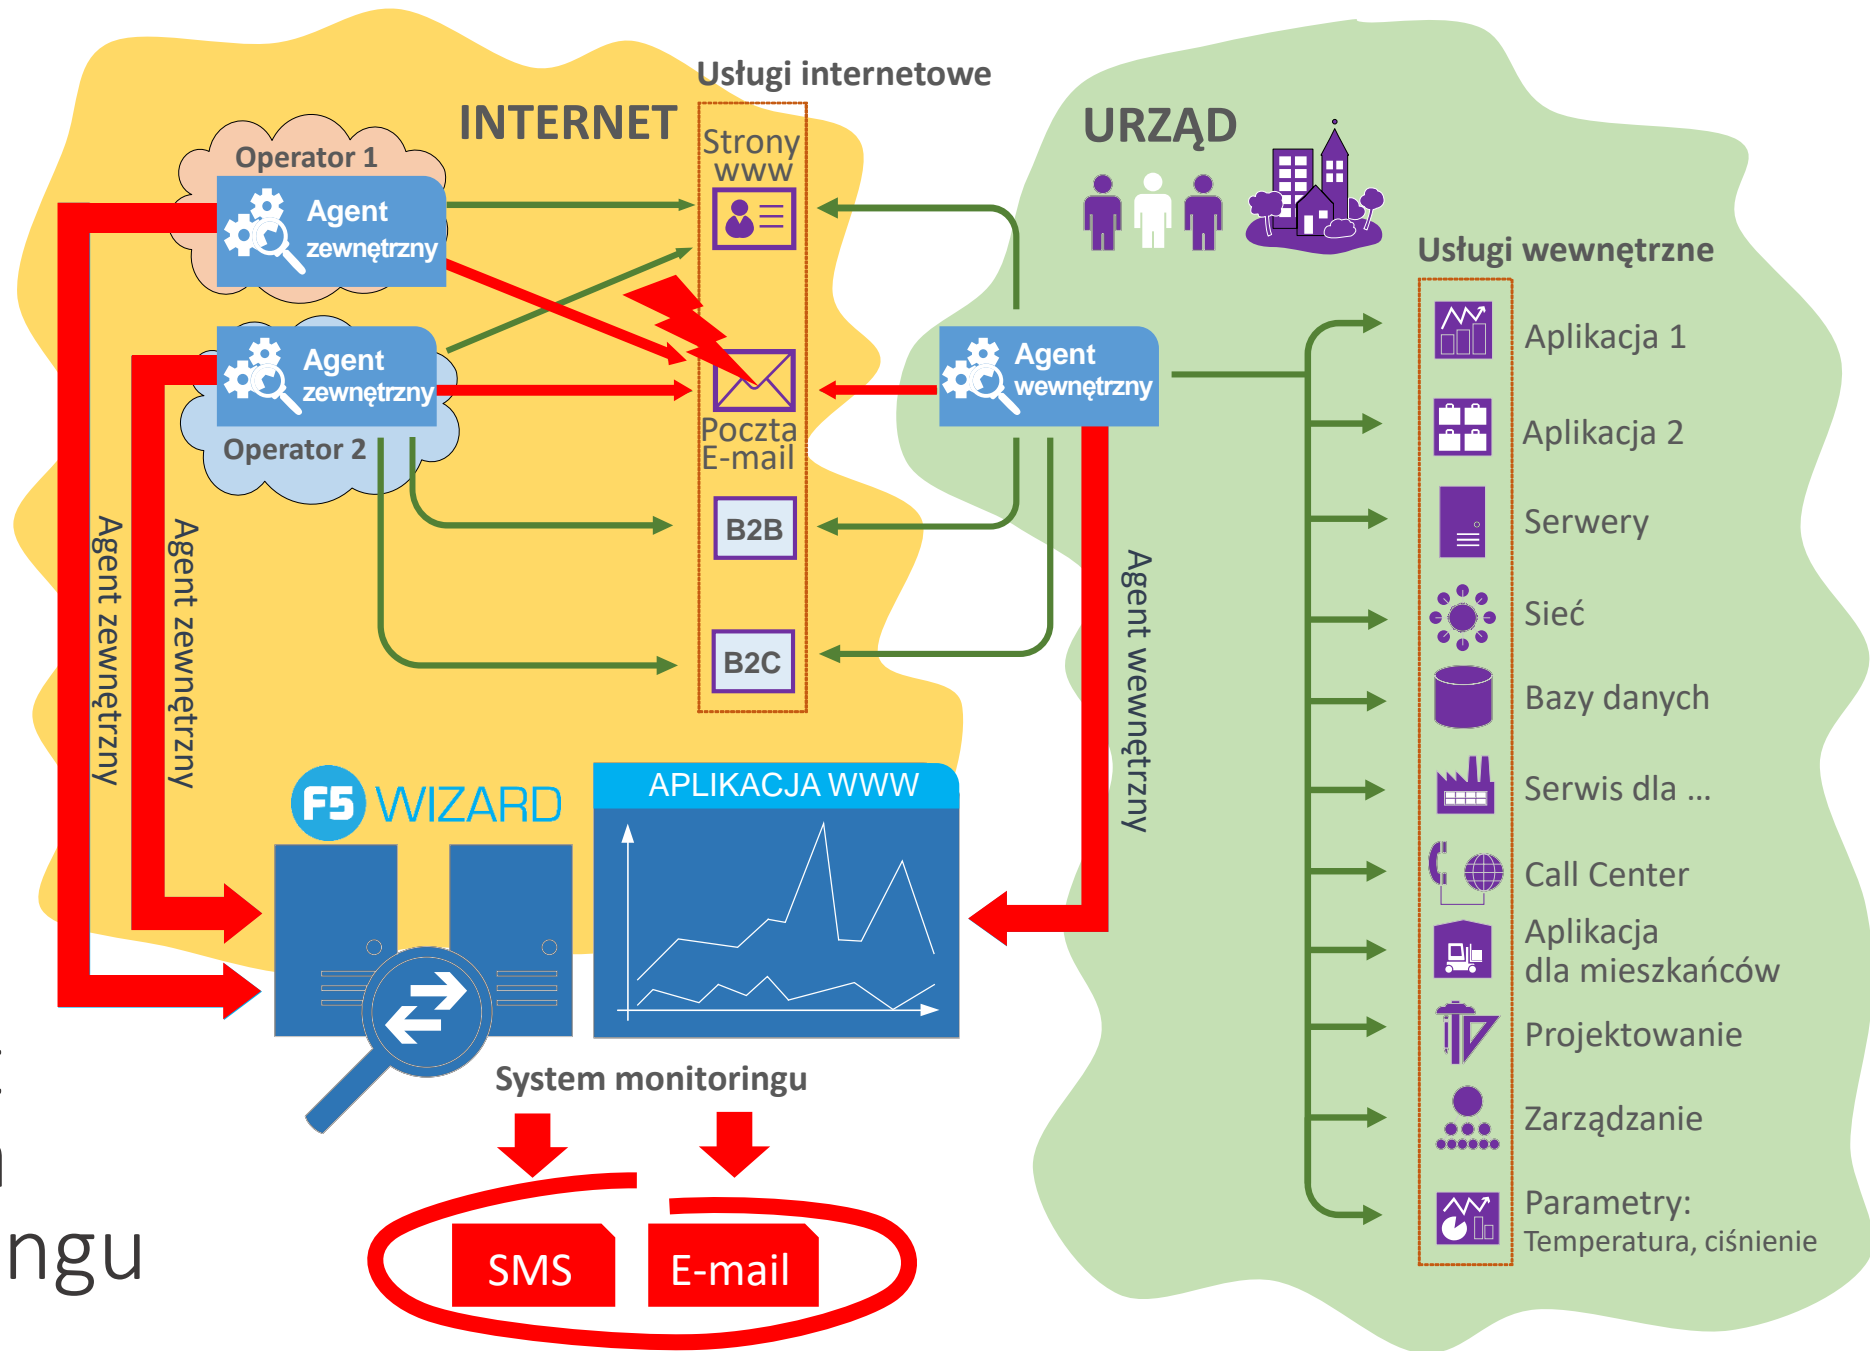 Usługi internetowe
INTERNET
URZĄD
Strony
www
Operator 1
Agent
zewnętrzny
Usługi wewnętrzne
Agent
zewnętrzny
Operator 2
Agent
wewnętrzny
Poczta
E-mail
B2B
B2C
Agent zewnętrzny
Agent zewnętrzny
Agent wewnętrzny
Aplikacja 1
Aplikacja 2
Serwery
Sieć
Bazy danych
Serwis dla ...
Call Center
Aplikacja
dla mieszkańców
Projektowanie
Zarządzanie
Parametry:
Temperatura, ciśnienie
F5 WIZARD
APLIKACJA WWW
System monitoringu
SMS
E-mail
ngu